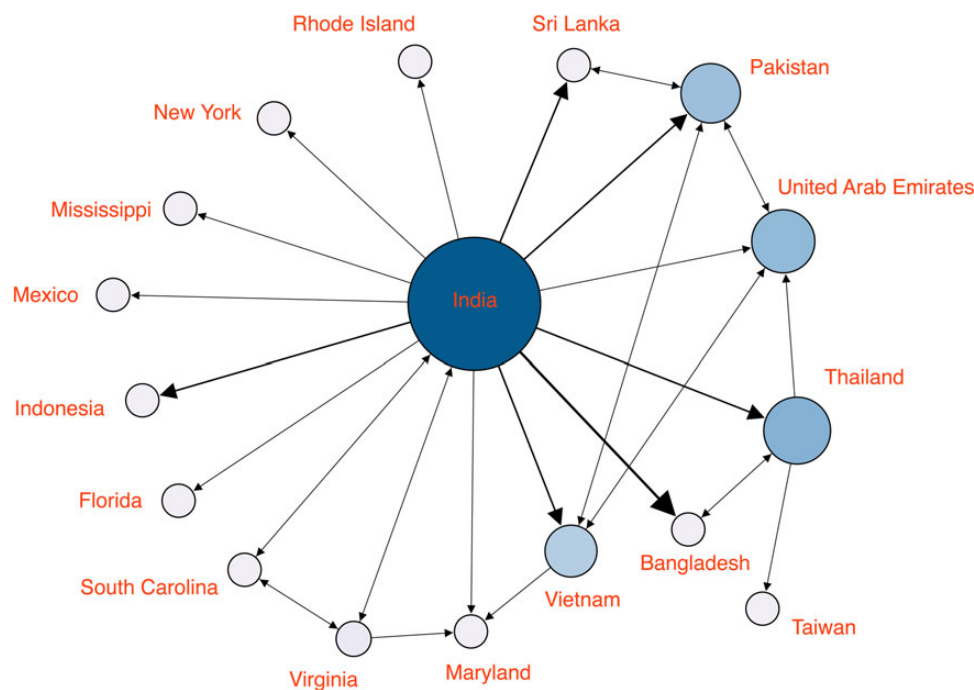 Rhode Island
Sri Lanka
Pakistan
New York
United Arab Emirates
Mississippi
Mexico
India
Thailand
Indonesia
Florida
Bangladesh
South Carolina
Vietnam
Taiwan
Virginia
Maryland